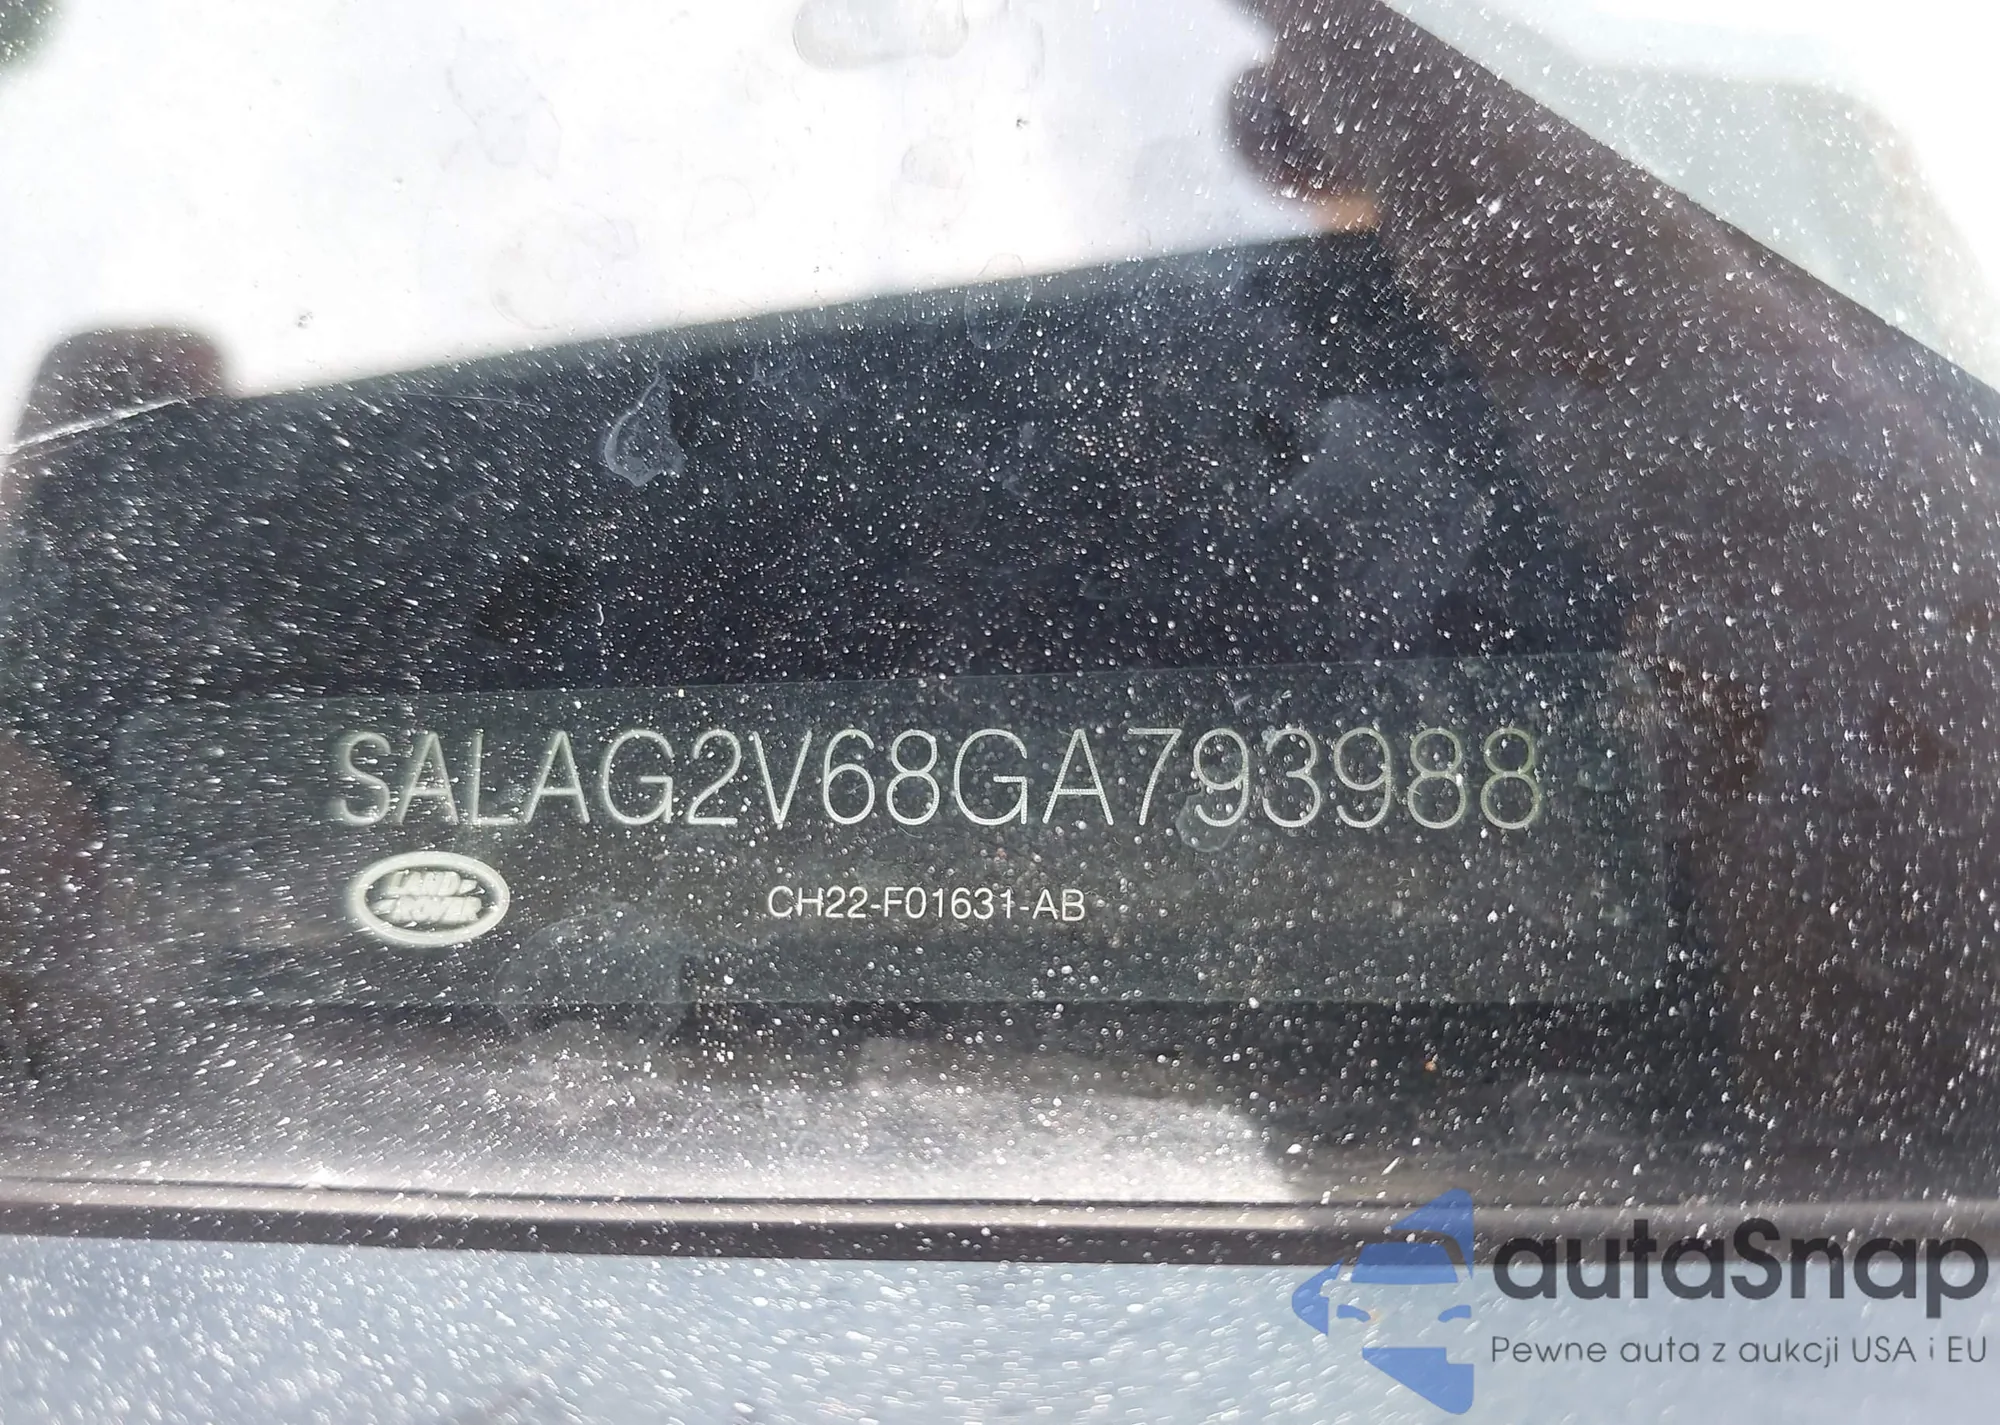 SALAG2V68GA793988
LAND
ROVER
CH22-F01631-AB
autaSnap
Pewne auta z aukcji USA i EU